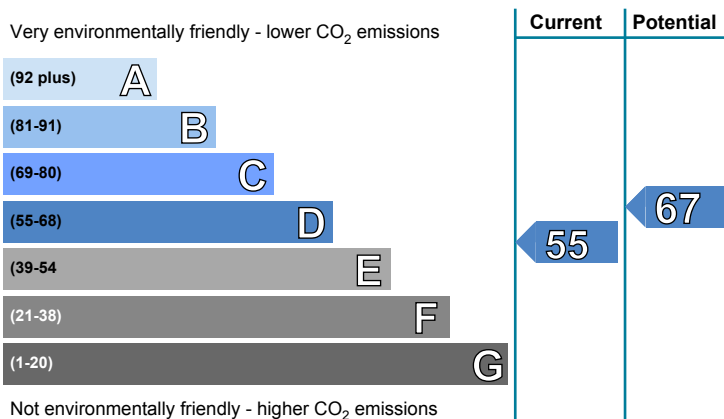 Current Potential
Very environmentally friendly - lower CO2 emissions
(92 plus) A
(81-91) B
(69-80) C
(55-68) D
(39-54 E
(21-38) F
(1-20) G
67
55
Not environmentally friendly - higher CO2 emissions